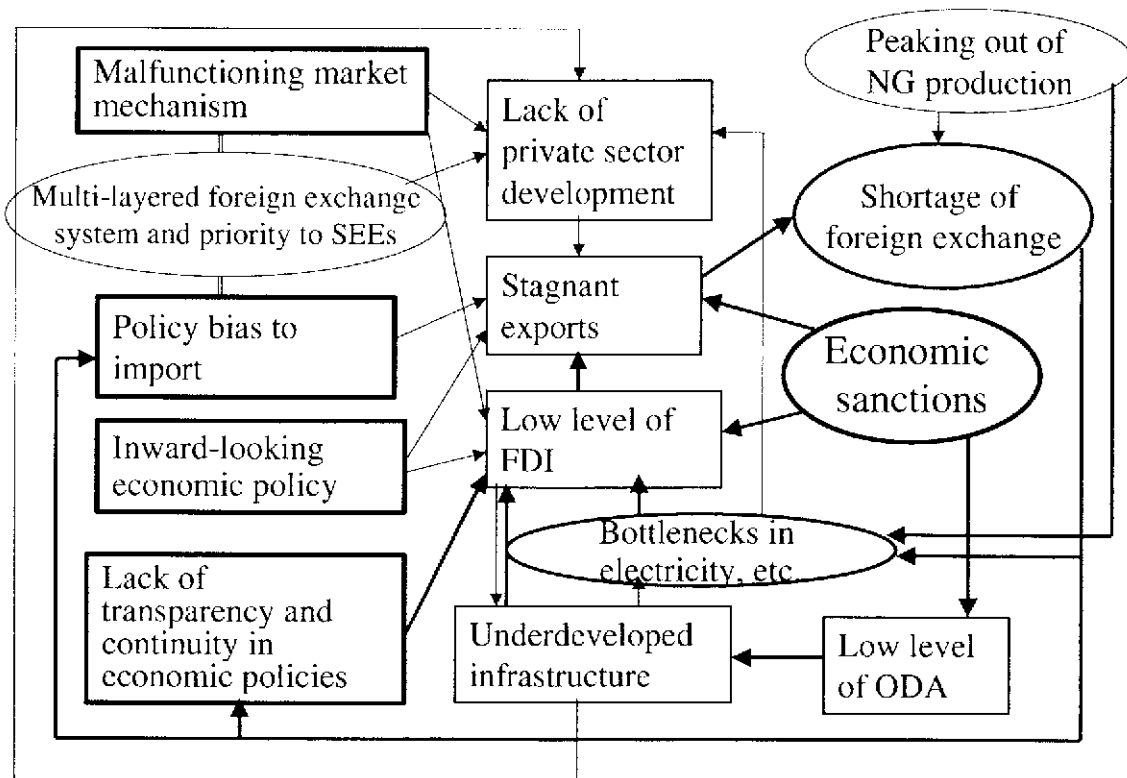 Malfunctioning market
mechanism
Multi-layered foreign exchange
system and priority to SEEs
Policy bias to
import
Inward-looking
economic policy
Lack of
transparency and
continuity in
economic policies
Lack of
private sector
development
Stagnant
exports
Low level of
FDI
Bottlenecks in
electricity, etc.
Underdeveloped
infrastructure
Peaking out of
NG production
Shortage of
foreign exchange
Economic
sanctions
Low level
of ODA